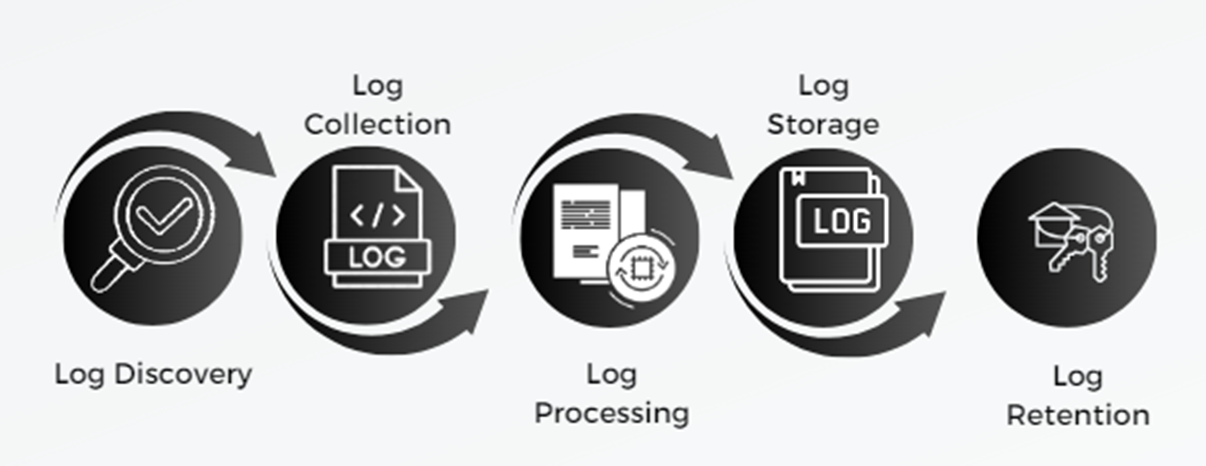 Log
Collection
Log
Storage
</>
LOG
LOG
Log Discovery
Log
Processing
Log
Retention